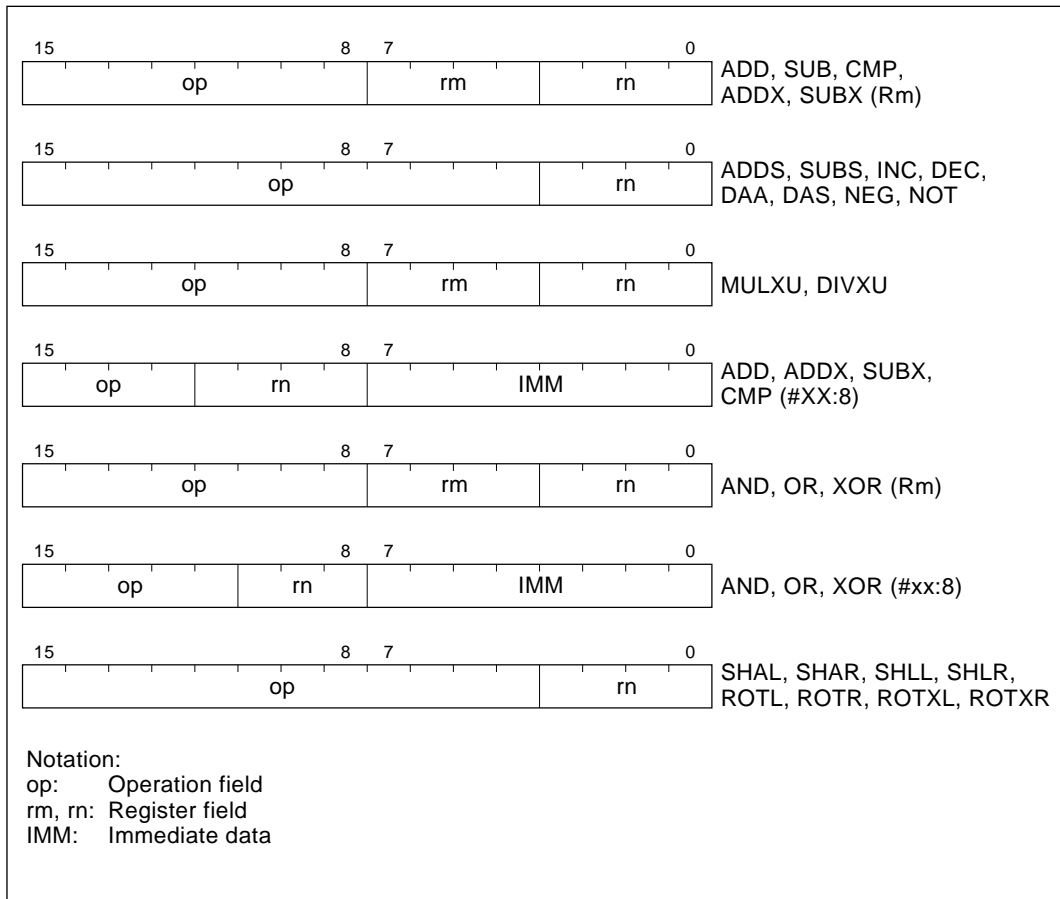 15 8 7 0
op rm rn
ADD, SUB, CMP,
ADDX, SUBX (Rm)
15 8 7 0
op rn
ADDS, SUBS, INC, DEC,
DAA, DAS, NEG, NOT
15 8 7 0
op rm rn
MULXU, DIVXU
15 8 7 0
op rn IMM
ADD, ADDX, SUBX,
CMP (#XX:8)
15 8 7 0
op rm rn
AND, OR, XOR (Rm)
15 8 7 0
op rn IMM
AND, OR, XOR (#xx:8)
15 8 7 0
op rn
SHAL, SHAR, SHLL, SHLR,
ROTL, ROTR, ROTXL, ROTXR
Notation:
op: Operation field
rm, rn: Register field
IMM: Immediate data